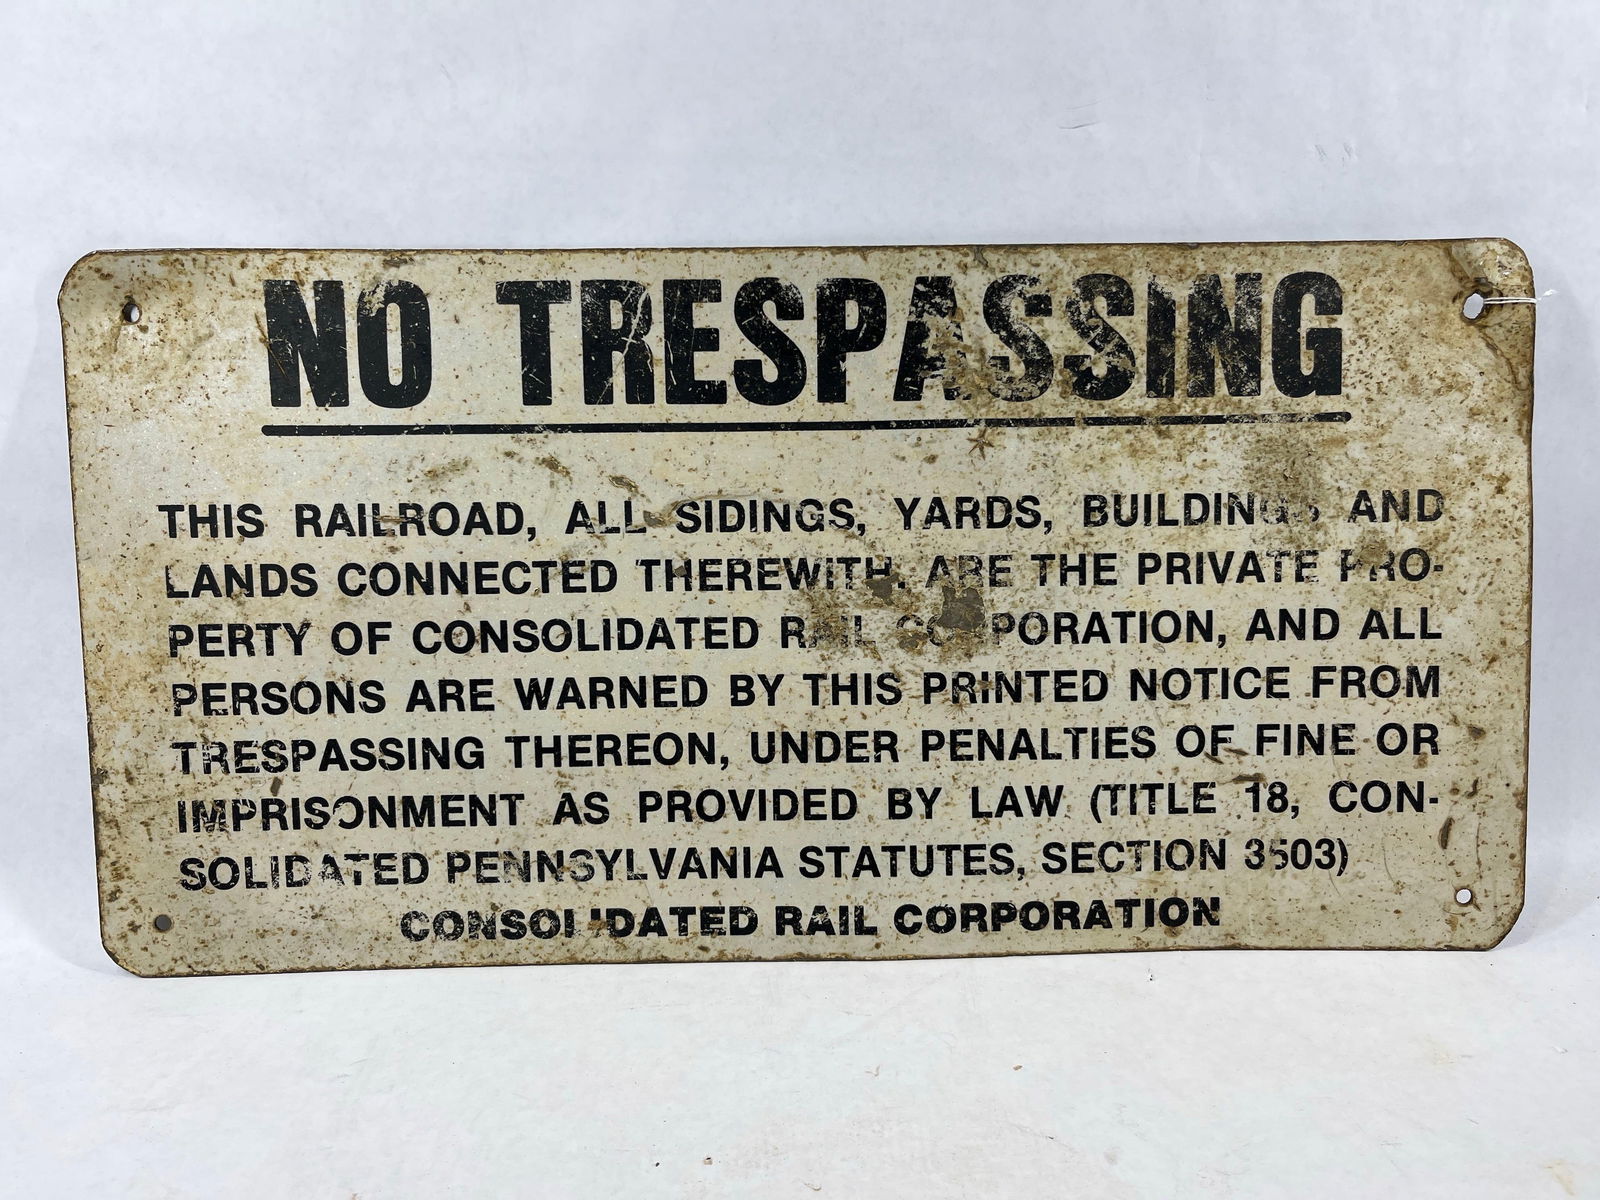 NO TRESPASSING
THIS RAILROAD, ALL SIDINGS, YARDS, BUILDINGS, AND
LANDS CONNECTED THEREWITH, ARE THE PRIVATE PRO-
PERTY OF CONSOLIDATED RAIL CORPORATION, AND ALL
PERSONS ARE WARNED BY THIS PRINTED NOTICE FROM
TRESPASSING THEREON, UNDER PENALTIES OF FINE OR
IMPRISONMENT AS PROVIDED BY LAW (TITLE 18, CON-
SOLIDATED PENNSYLVANIA STATUTES, SECTION 3503)
CONSOLIDATED RAIL CORPORATION